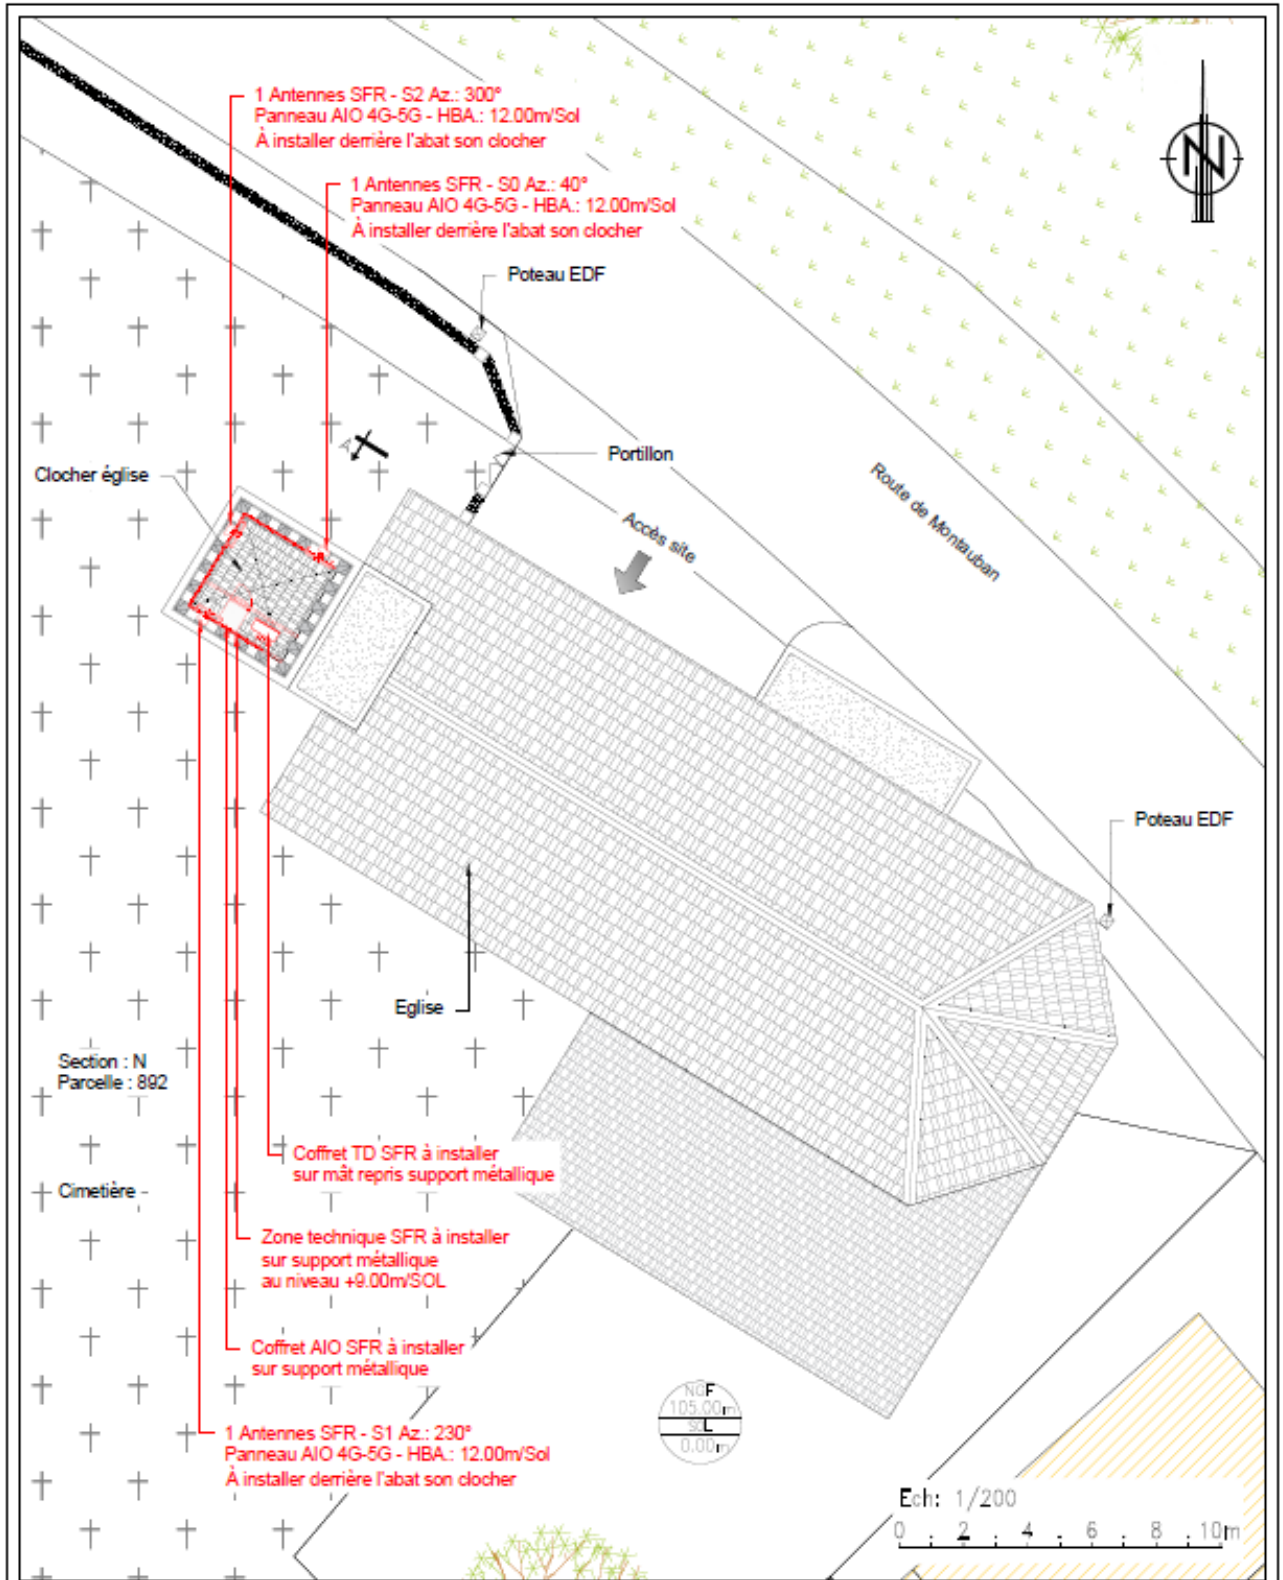 1 Antennes SFR - S2 Az.: 300°
Panneau AIO 4G-5G - HBA.: 12.00m/Sol
À installer derrière l'abat son clocher
1 Antennes SFR - S0 Az.: 40°
Panneau AIO 4G-5G - HBA.: 12.00m/Sol
À installer derrière l'abat son clocher
N
Poteau EDF
A
Portillon
Clocher église
Route de Montauban
Accès site
Poteau EDF
Eglise
Section : N
Parcelle : 892
Coffret TD SFR à installer
sur mât repris support métallique
Cimetière
Zone technique SFR à installer
sur support métallique
au niveau +9.00m/SOL
Coffret AIO SFR à installer
sur support métallique
NGF
105.00m
SOL
0.00m
1 Antennes SFR - S1 Az.: 230°
Panneau AIO 4G-5G - HBA.: 12.00m/Sol
À installer derrière l'abat son clocher
Ech: 1/200
0 . 2 . 4 . 6 . 8 . 10m